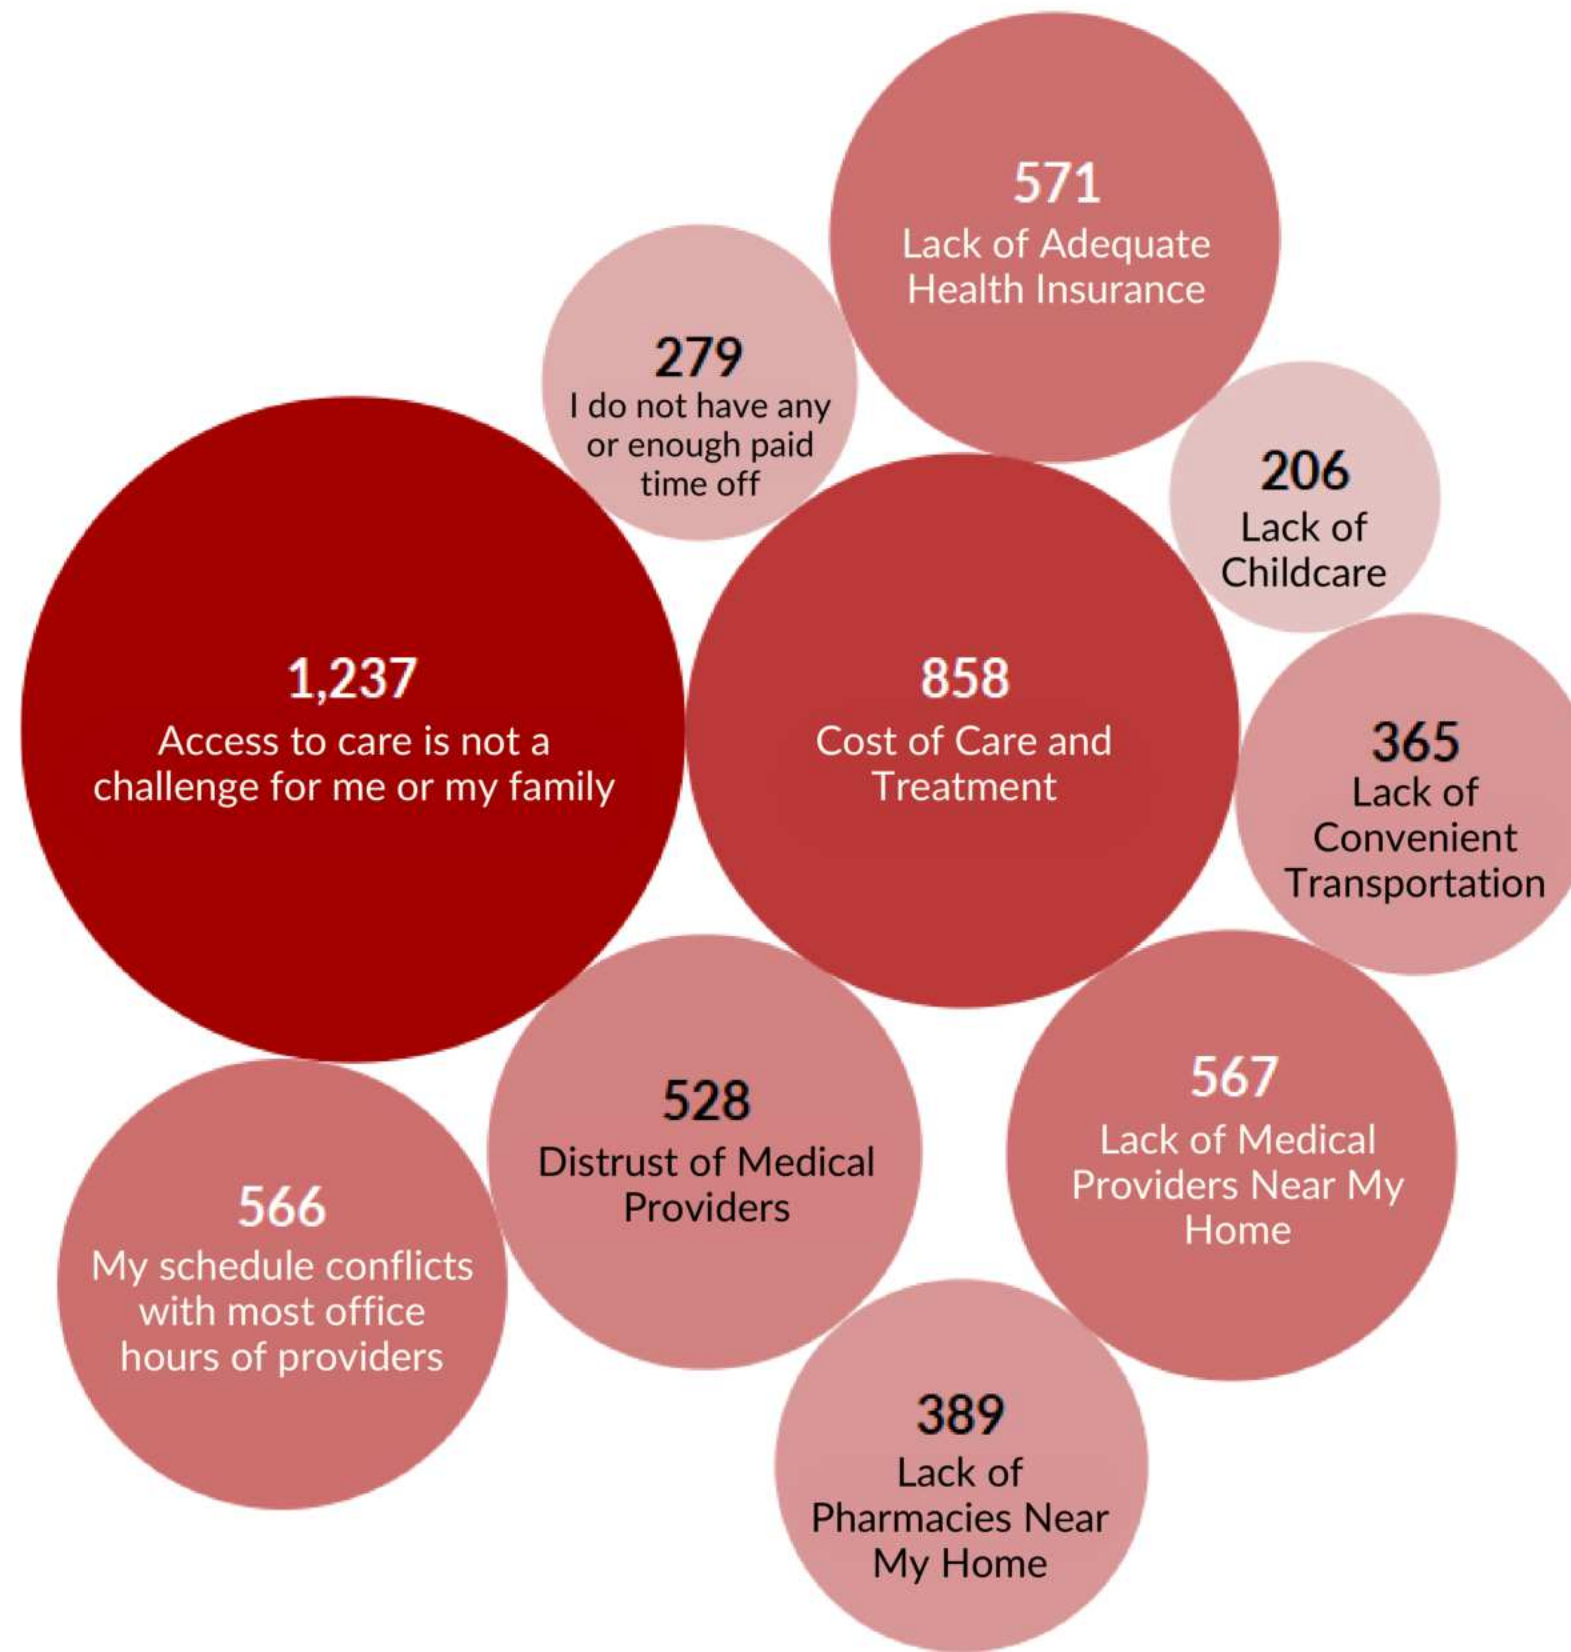 571
Lack of Adequate
Health Insurance
279
I do not have any
or enough paid
time off
206
Lack of
Childcare
1,237
Access to care is not a
challenge for me or my family
858
Cost of Care and
Treatment
365
Lack of
Convenient
Transportation
528
Distrust of Medical
Providers
567
Lack of Medical
Providers Near My
Home
566
My schedule conflicts
with most office
hours of providers
389
Lack of
Pharmacies Near
My Home